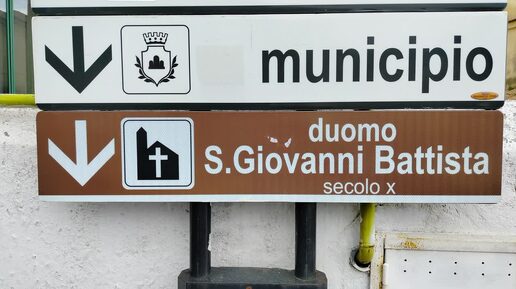 municipio
duomo
S.Giovanni Battista
secolo x